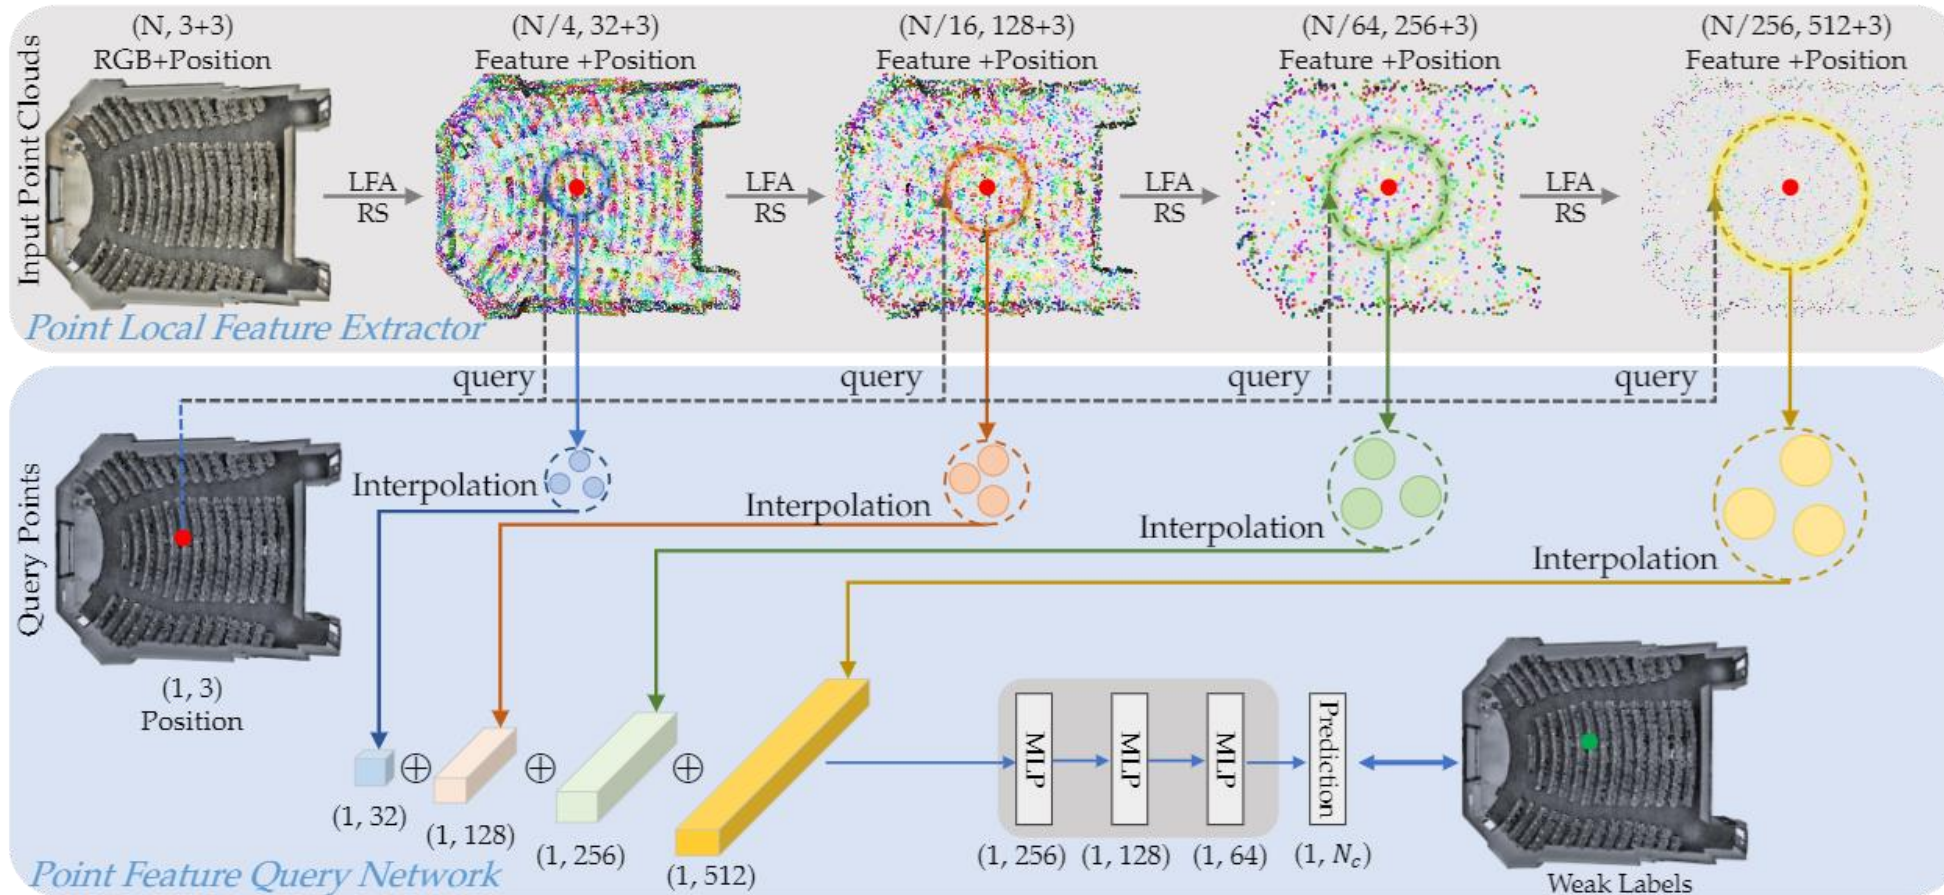 (N, 3+3)
RGB+Position
(N/4, 32+3)
Feature +Position
(N/16, 128+3)
Feature +Position
(N/64, 256+3)
Feature +Position
(N/256, 512+3)
Feature +Position
Input Point Clouds
LFA
RS
LFA
RS
LFA
RS
LFA
RS
Point Local Feature Extractor
query
query
query
query
Query Points
Interpolation
Interpolation
Interpolation
Interpolation
(1, 3)
Position
⊕
⊕
⊕
MLP
MLP
MLP
Prediction
(1, 32)
(1, 128)
(1, 256)
(1, 512)
(1, 256)
(1, 128)
(1, 64)
(1, N_c)
Point Feature Query Network
Weak Labels